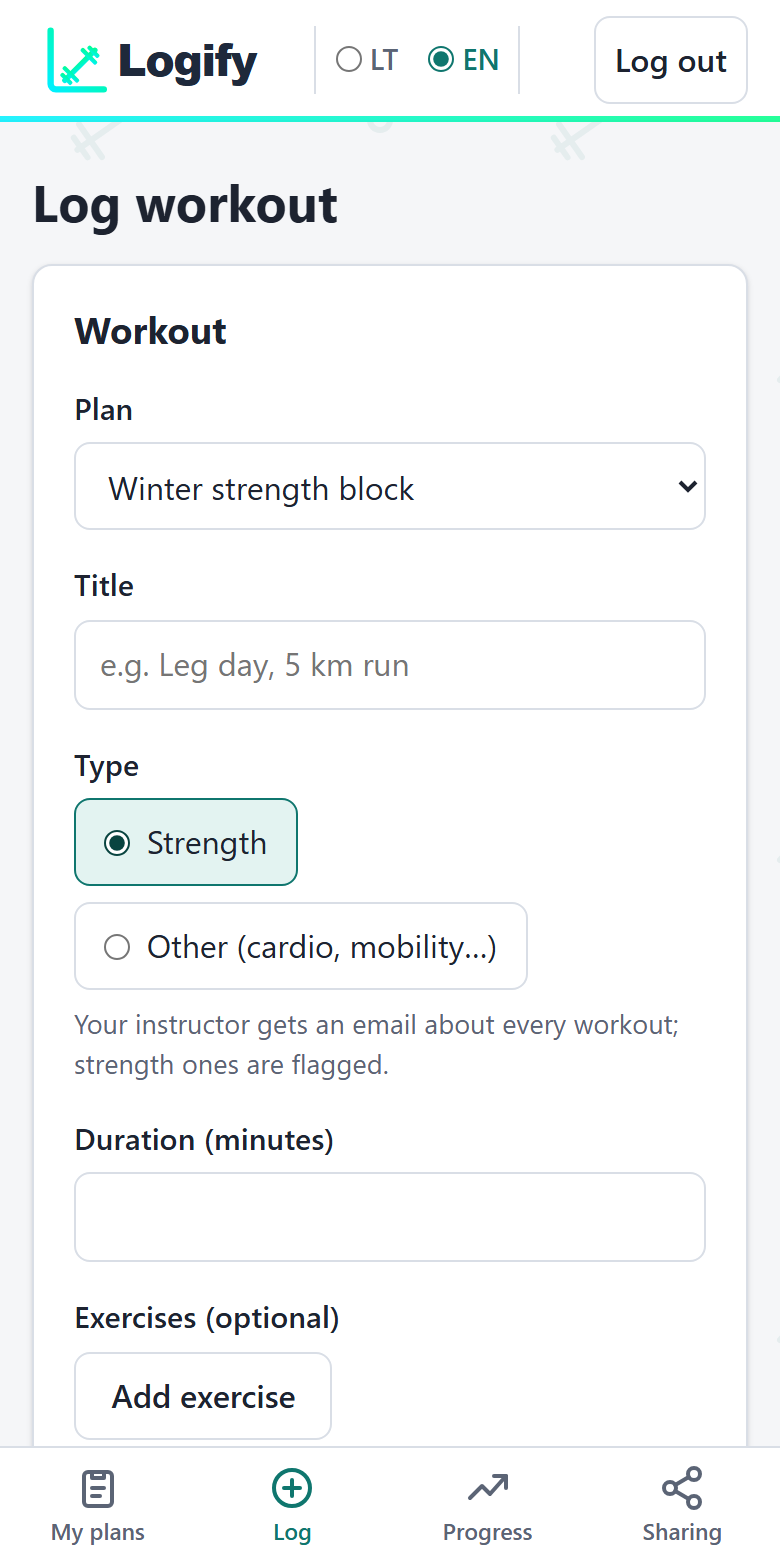 Logify
LT
EN
Log out
Log workout
Workout
Plan
Winter strength block
Title
e.g. Leg day, 5 km run
Type
Strength
Other (cardio, mobility...)
Your instructor gets an email about every workout;
strength ones are flagged.
Duration (minutes)
Exercises (optional)
Add exercise
My plans
Log
Progress
Sharing